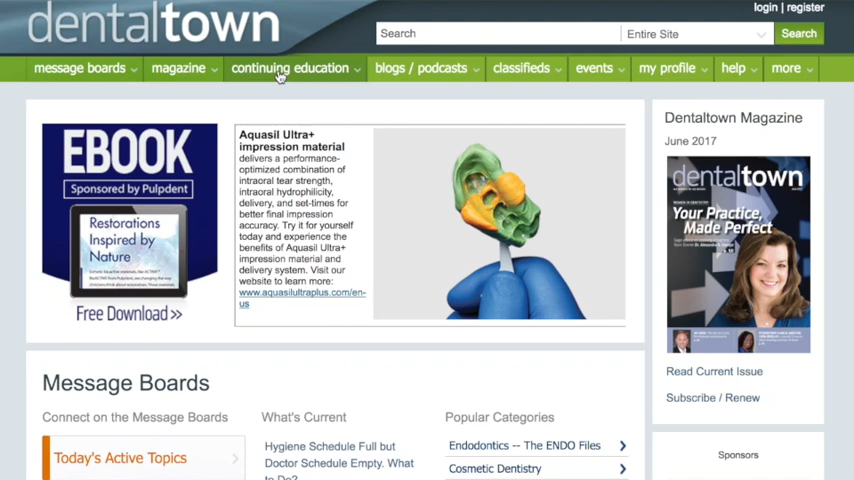 dentaltown
login | register
Search
Entire Site
Search
message boards
magazine
continuing education
blogs / podcasts
classifieds
events
my profile
help
more
EBOOK
Sponsored by Pulpdent
Restorations
Inspired by
Nature
Free Download >>
Aquasil Ultra+
impression material
delivers a performance-
optimized combination of
intraoral tear strength,
intraoral hydrophilicity,
delivery, and set-times for
better final impression
accuracy. Try it for yourself
today and experience the
benefits of Aquasil Ultra+
impression material and
delivery system. Visit our
website to learn more:
www.aquasilultraplus.com/en-
us
Dentaltown Magazine
June 2017
dentaltown
Your Practice,
Made Perfect
Read Current Issue
Subscribe / Renew
Sponsors
Message Boards
Connect on the Message Boards
Today's Active Topics
What's Current
Hygiene Schedule Full but
Doctor Schedule Empty. What
to Do?
Popular Categories
Endodontics -- The ENDO Files
Cosmetic Dentistry